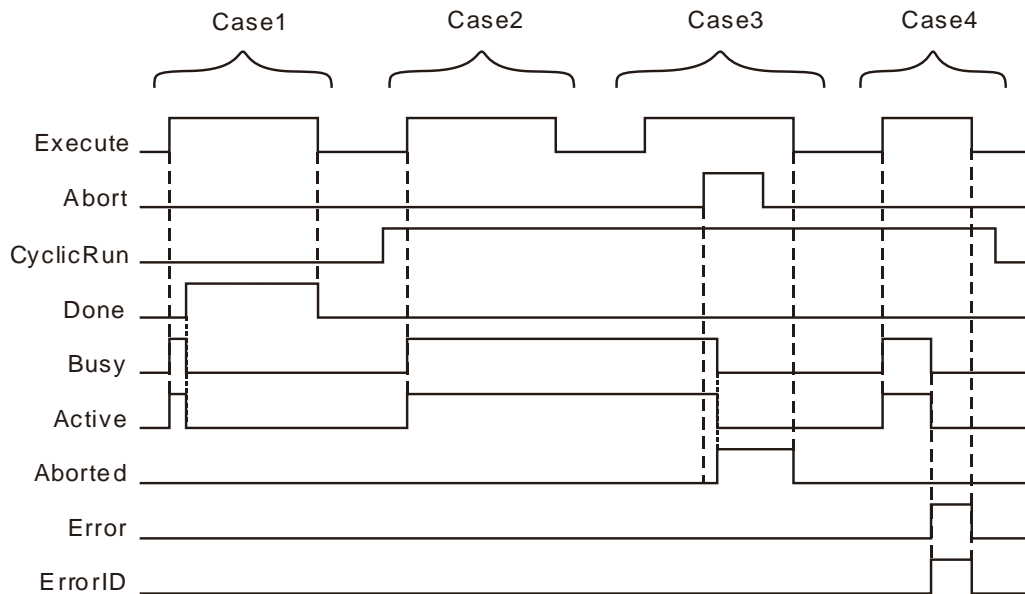 Case1 Case2 Case3 Case4
Execute
Abort
CyclicRun
Done
Busy
Active
Aborted
Error
ErrorID